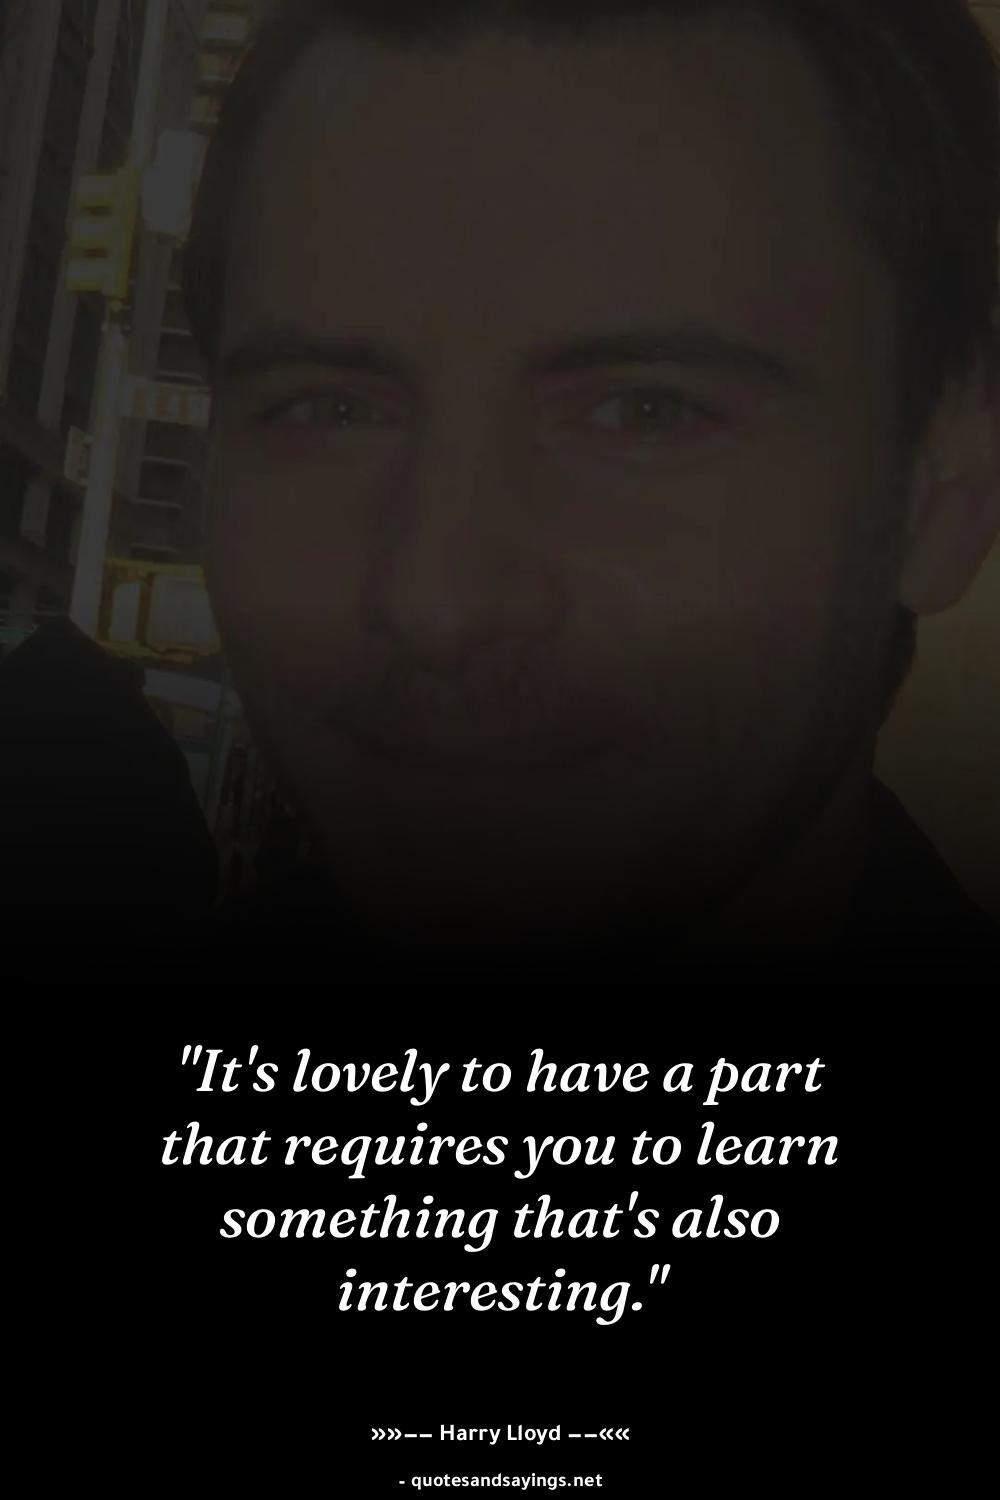 "It's lovely to have a part
that requires you to learn
something that's also
interesting."
»»–– Harry Lloyd ––««
- quotesandsayings.net